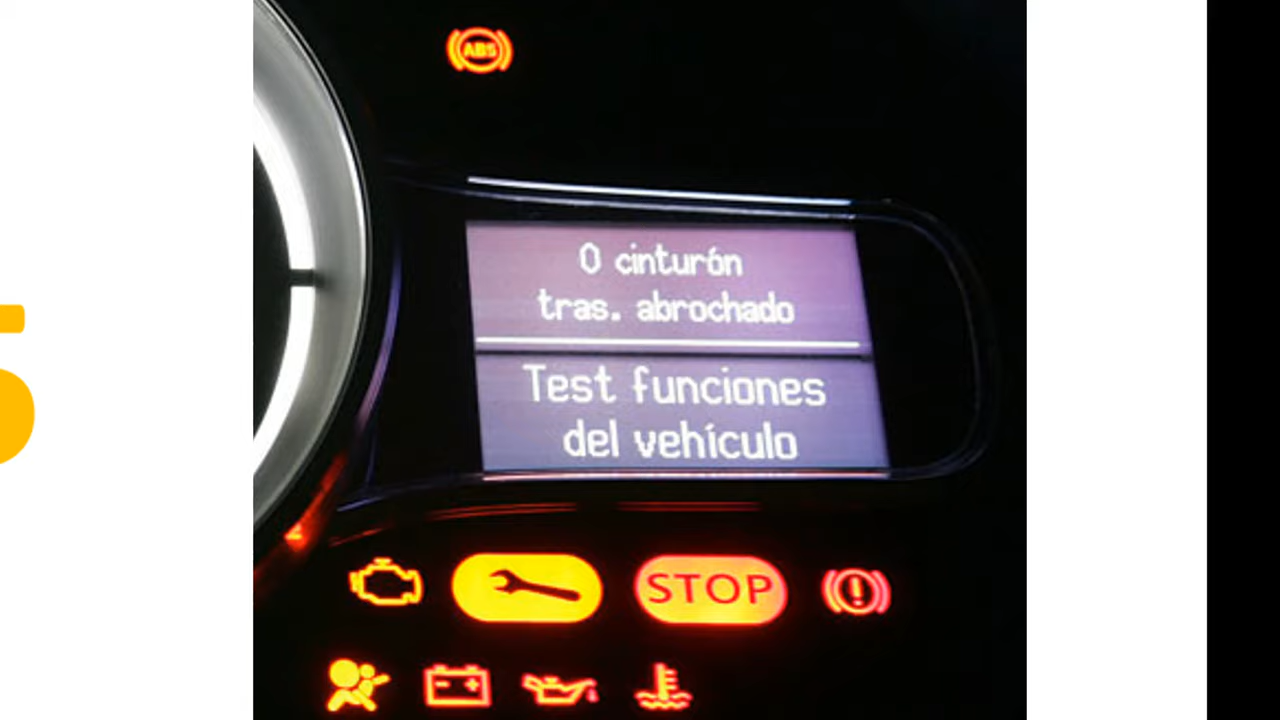 ABS
0 cinturón
tras. abrochado
Test funciones
del vehículo
STOP